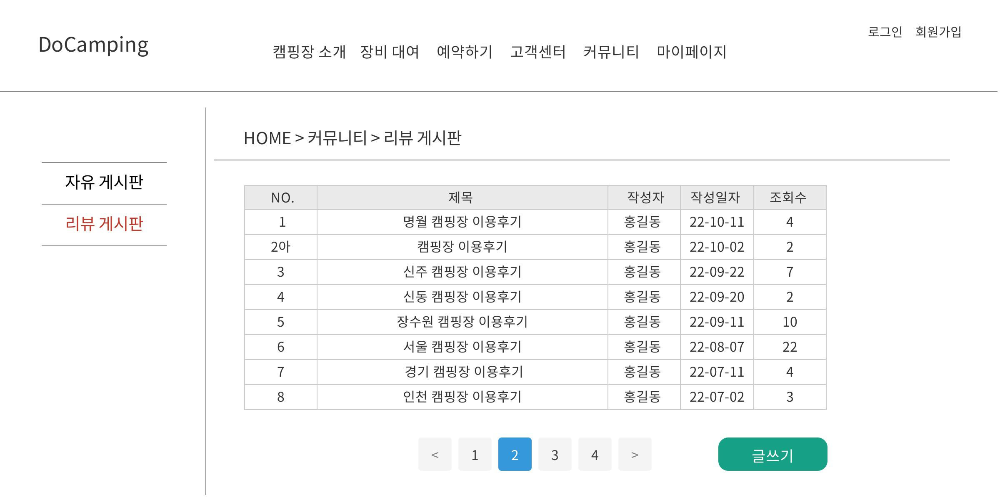 로그인 회원가입
DoCamping 캠핑장 소개 장비 대여 예약하기 고객센터 커뮤니티 마이페이지
HOME > 커뮤니티 > 리뷰 게시판
자유 게시판
리뷰 게시판
NO. 제목 작성자 작성일자 조회수
1 명월 캠핑장 이용후기 홍길동 22-10-11 4
2아 캠핑장 이용후기 홍길동 22-10-02 2
3 신주 캠핑장 이용후기 홍길동 22-09-22 7
4 신동 캠핑장 이용후기 홍길동 22-09-20 2
5 장수원 캠핑장 이용후기 홍길동 22-09-11 10
6 서울 캠핑장 이용후기 홍길동 22-08-07 22
7 경기 캠핑장 이용후기 홍길동 22-07-11 4
8 인천 캠핑장 이용후기 홍길동 22-07-02 3
< 1 2 3 4 > 글쓰기